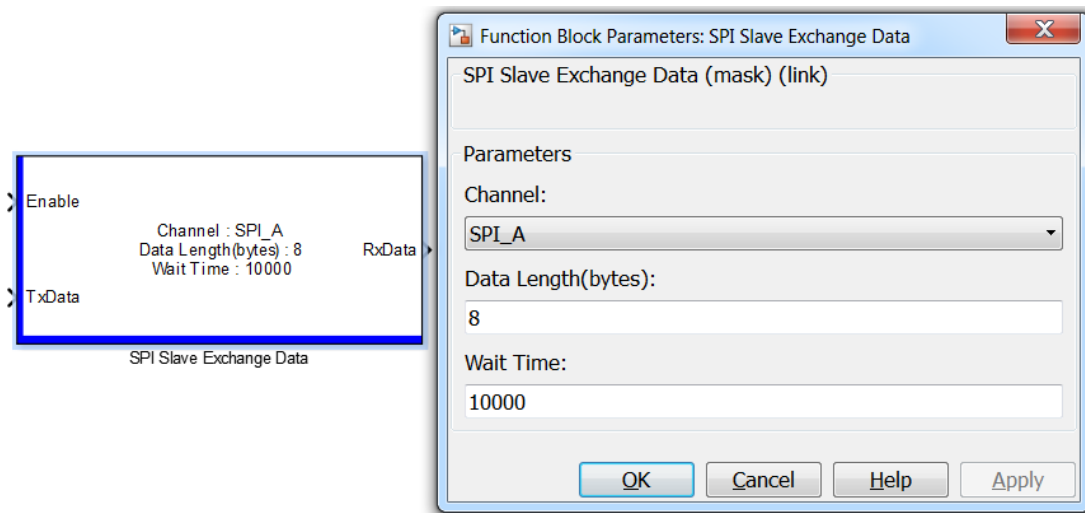 Enable
Channel : SPI_A
Data Length(bytes) : 8
RxData
Wait Time : 10000
TxData
SPI Slave Exchange Data
Function Block Parameters: SPI Slave Exchange Data
SPI Slave Exchange Data (mask) (link)
Parameters
Channel:
SPI_A
Data Length(bytes):
8
Wait Time:
10000
OK
Cancel
Help
Apply